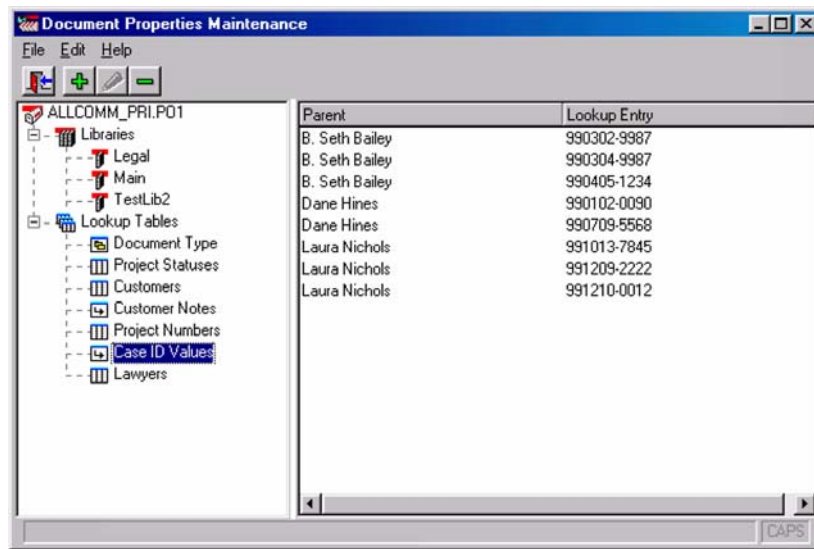 Document Properties Maintenance
File Edit Help
ALLCOMM_PRI.PO1
Libraries
Legal
Main
TestLib2
Lookup Tables
Document Type
Project Statuses
Customers
Customer Notes
Project Numbers
Case ID Values
Lawyers
Parent Lookup Entry
B. Seth Bailey 990302-9987
B. Seth Bailey 990304-9987
B. Seth Bailey 990405-1234
Dane Hines 990102-0090
Dane Hines 990709-5568
Laura Nichols 991013-7845
Laura Nichols 991209-2222
Laura Nichols 991210-0012
CAPS